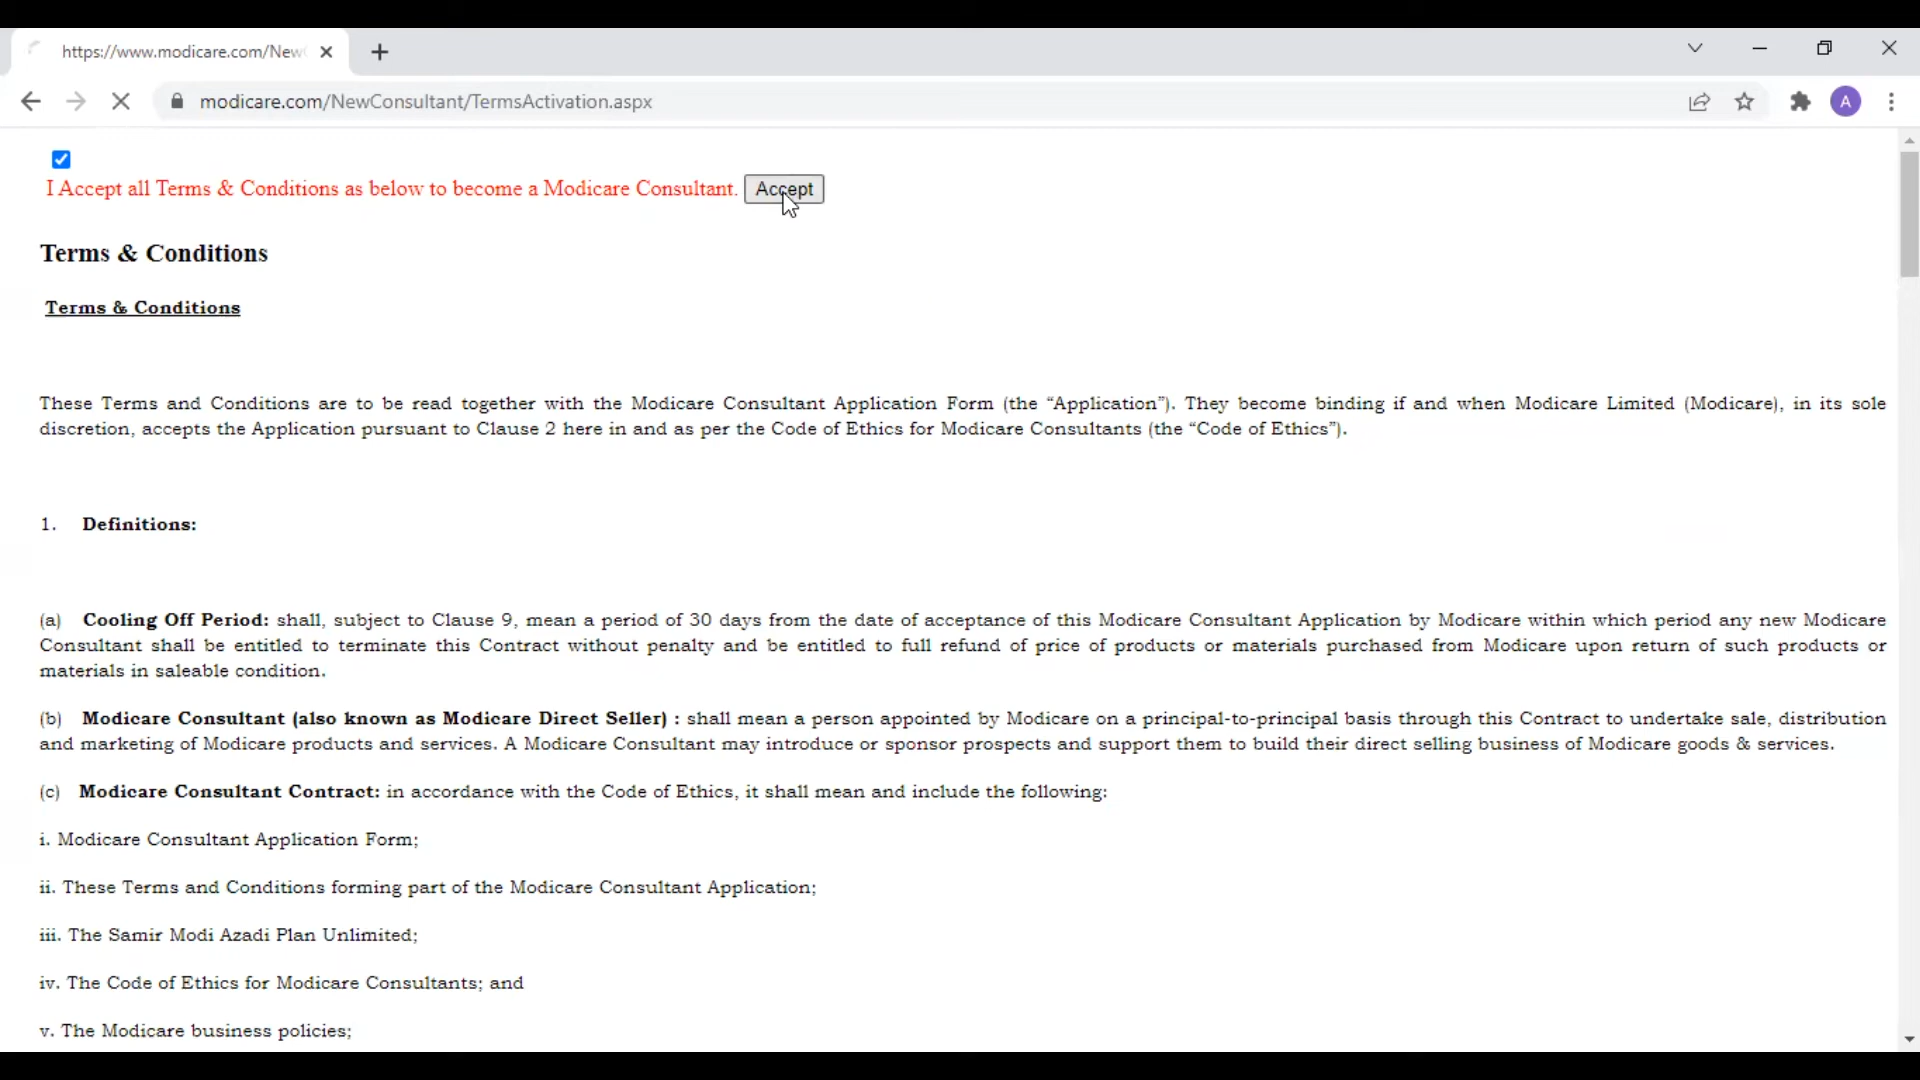 https://www.modicare.com/New
modicare.com/NewConsultant/TermsActivation.aspx
A
I Accept all Terms & Conditions as below to become a Modicare Consultant. Accept
Terms & Conditions
Terms & Conditions
These Terms and Conditions are to be read together with the Modicare Consultant Application Form (the “Application”). They become binding if and when Modicare Limited (Modicare), in its sole
discretion, accepts the Application pursuant to Clause 2 here in and as per the Code of Ethics for Modicare Consultants (the “Code of Ethics”).
1. Definitions:
(a) Cooling Off Period: shall, subject to Clause 9, mean a period of 30 days from the date of acceptance of this Modicare Consultant Application by Modicare within which period any new Modicare
Consultant shall be entitled to terminate this Contract without penalty and be entitled to full refund of price of products or materials purchased from Modicare upon return of such products or
materials in saleable condition.
(b) Modicare Consultant (also known as Modicare Direct Seller) : shall mean a person appointed by Modicare on a principal-to-principal basis through this Contract to undertake sale, distribution
and marketing of Modicare products and services. A Modicare Consultant may introduce or sponsor prospects and support them to build their direct selling business of Modicare goods & services.
(c) Modicare Consultant Contract: in accordance with the Code of Ethics, it shall mean and include the following:
i. Modicare Consultant Application Form;
ii. These Terms and Conditions forming part of the Modicare Consultant Application;
iii. The Samir Modi Azadi Plan Unlimited;
iv. The Code of Ethics for Modicare Consultants; and
v. The Modicare business policies;